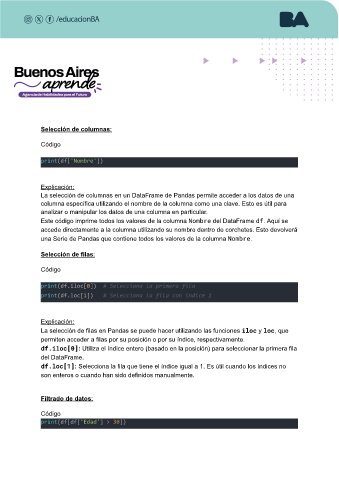 /educacionBA
BA
Buenos Aires
aprende
Agencia de Habilidades para el Futuro
Selección de columnas:
Código
print(df['Nombre'])
Explicación:
La selección de columnas en un DataFrame de Pandas permite acceder a los datos de una
columna específica utilizando el nombre de la columna como una clave. Esto es útil para
analizar o manipular los datos de una columna en particular.
Este código imprime todos los valores de la columna Nombre del DataFrame df. Aquí se
accede directamente a la columna utilizando su nombre dentro de corchetes. Esto devolverá
una Serie de Pandas que contiene todos los valores de la columna Nombre.
Selección de filas:
Código
print(df.iloc[0]) # Selecciona la primera fila
print(df.loc[1]) # Selecciona la fila con índice 1
Explicación:
La selección de filas en Pandas se puede hacer utilizando las funciones iloc y loc, que
permiten acceder a filas por su posición o por su índice, respectivamente.
df.iloc[0]: Utiliza el índice entero (basado en la posición) para seleccionar la primera fila
del DataFrame.
df.loc[1]: Selecciona la fila que tiene el índice igual a 1. Es útil cuando los índices no
son enteros o cuando han sido definidos manualmente.
Filtrado de datos:
Código
print(df[df['Edad'] > 30])